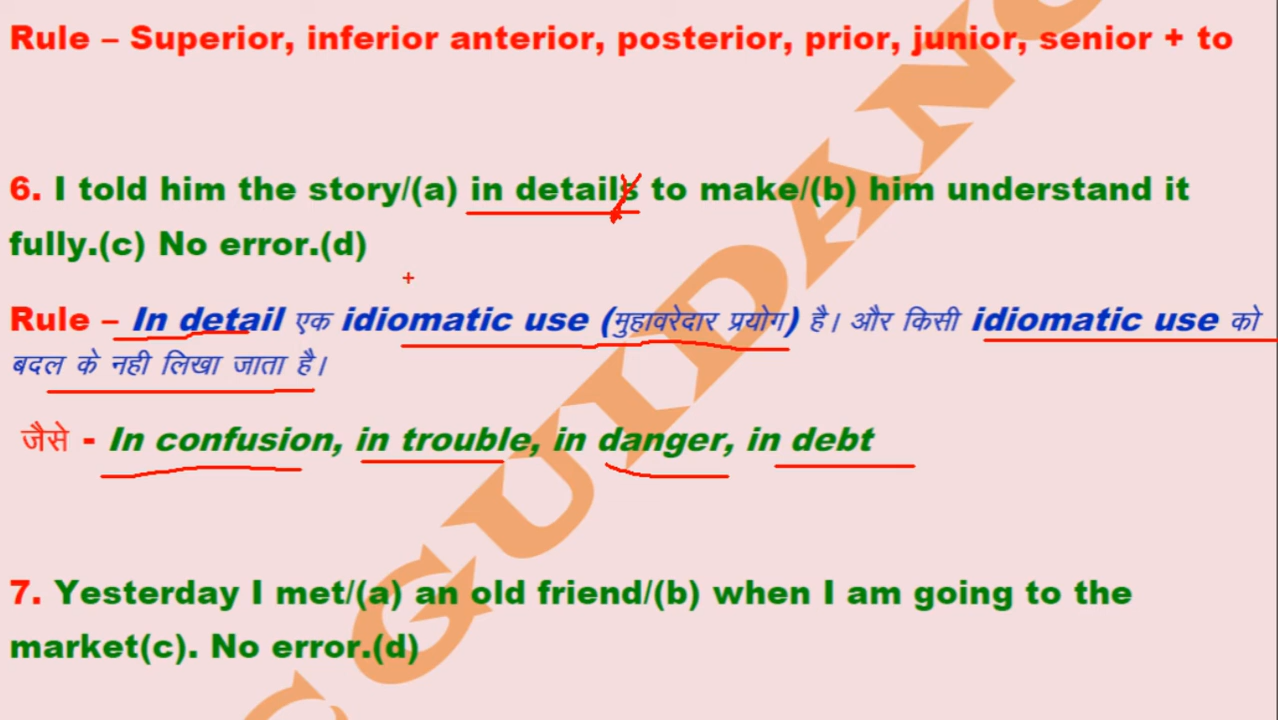 Rule – Superior, inferior anterior, posterior, prior, junior, senior + to
6. I told him the story/(a) in details to make/(b) him understand it
fully.(c) No error.(d)
Rule – In detail एक idiomatic use (मुहावरेदार प्रयोग) है। और किसी idiomatic use को
बदल के नही लिखा जाता है।
जैसे - In confusion, in trouble, in danger, in debt
7. Yesterday I met/(a) an old friend/(b) when I am going to the
market(c). No error.(d)
GUIDANC